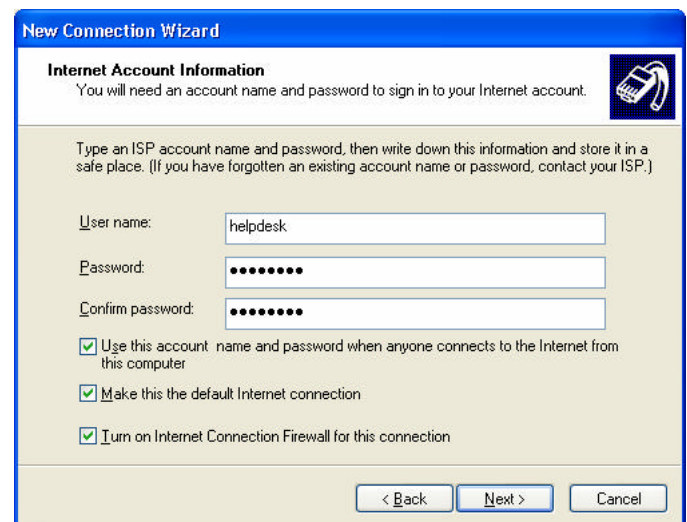 New Connection Wizard
Internet Account Information
You will need an account name and password to sign in to your Internet account.
Type an ISP account name and password, then write down this information and store it in a
safe place. (If you have forgotten an existing account name or password, contact your ISP.)
User name:
helpdesk
Password:
●●●●●●●●
Confirm password:
●●●●●●●●
Use this account name and password when anyone connects to the Internet from
this computer
Make this the default Internet connection
Turn on Internet Connection Firewall for this connection
< Back Next > Cancel